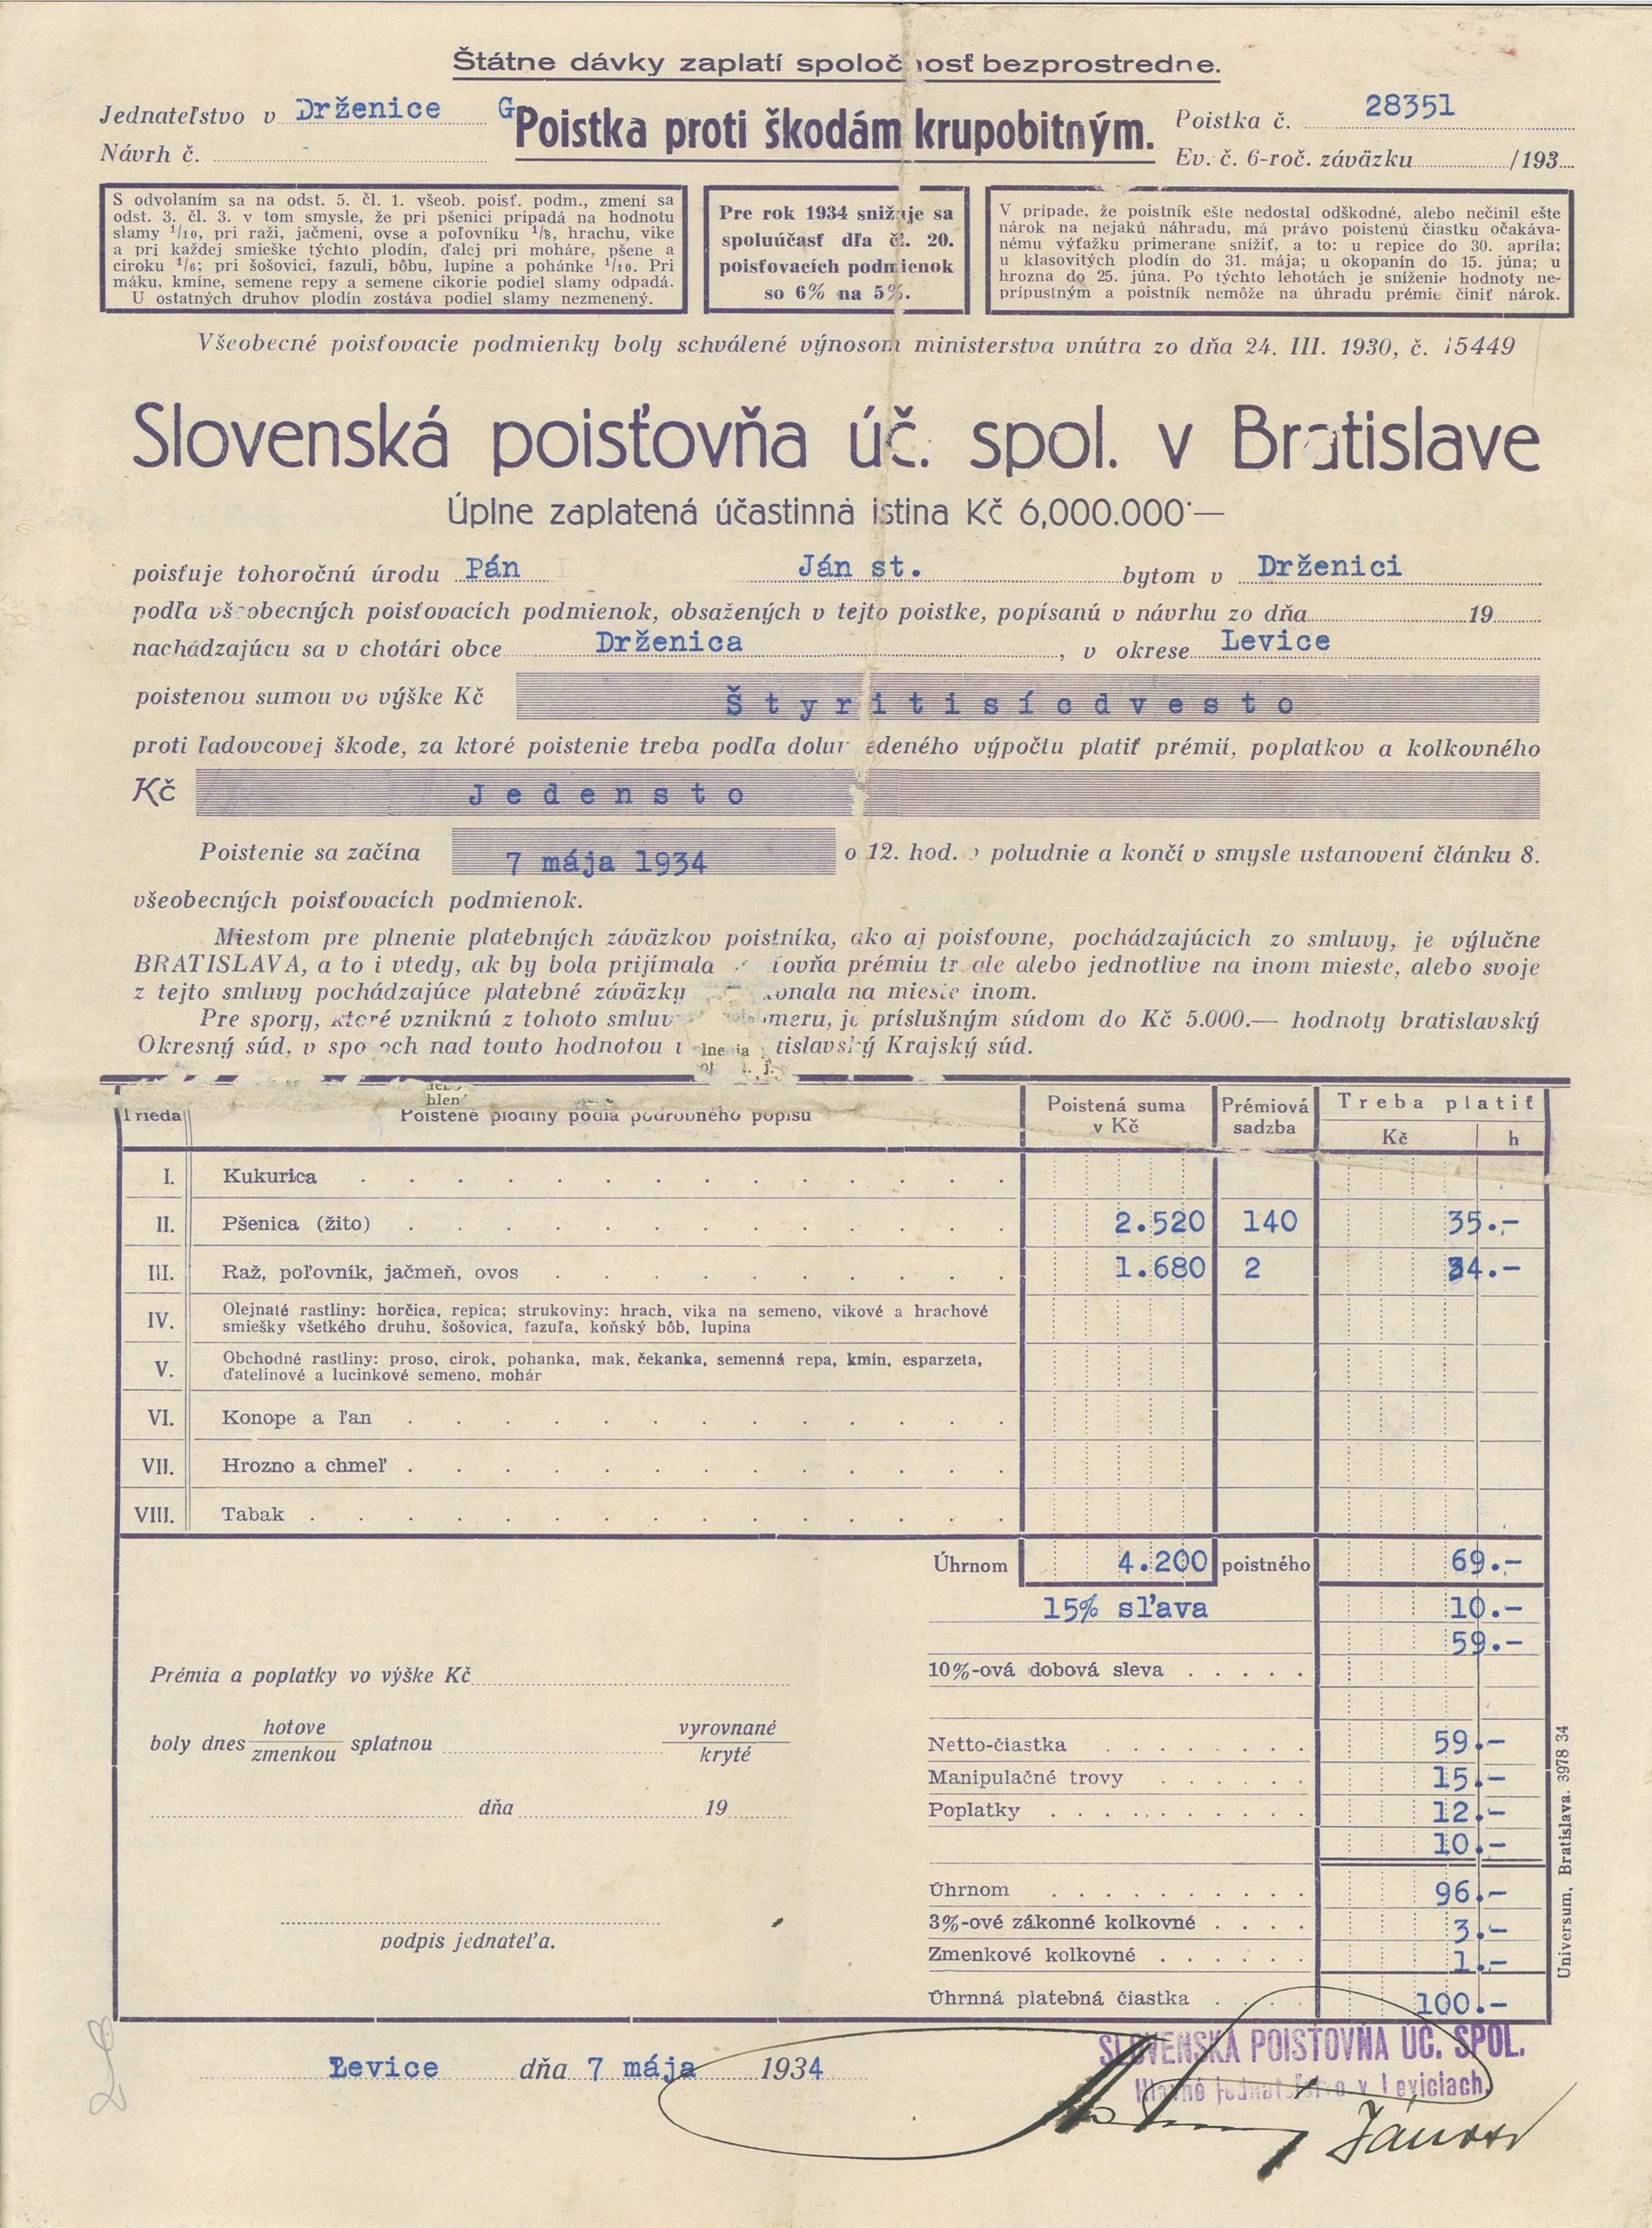 Štátne dávky zaplatí spoločnosť bezprostredne.
Jednateľstvo v Drženice G
Návrh č.
Poistka proti škodám krupobitným.
Poistka č. 28351
Ev. č. 6-roč. záväzku /193
S odvolaním sa na odst. 5. čl. 1. všeob. poisť. podm., zmení sa
odst. 3. čl. 3. v tom smysle, že pri pšenici pripadá na hodnotu
slamy 1/10, pri raži, jačmeni, ovse a poľovníku 1/8, hrachu, vike
a pri každej smieške týchto plodín, ďalej pri moháre, pšene a
ciroku 1/6; pri šošovici, fazuli, bôbu, lupine a pohánke 1/10. Pri
máku, kmíne, semene repy a semene cikorie podiel slamy odpadá.
U ostatných druhov plodín zostáva podiel slamy nezmenený.
Pre rok 1934 snižuje sa
spoluúčasť dľa čl. 20.
poisťovacích podmienok
so 6% na 5%.
V prípade, že poistník ešte nedostal odškodné, alebo nečinil ešte
nárok na nejakú náhradu, má právo poistenú čiastku očakáva-
nému výťažku primerane snížiť, a to: u repice do 30. apríla;
u klasovitých plodín do 31. mája; u okopanín do 15. júna; u
hrozna do 25. júna. Po týchto lehotách je sníženie hodnoty ne-
prípustným a poistník nemôže na úhradu prémie činiť nárok.
Všeobecné poisťovacie podmienky boly schválené výnosom ministerstva vnútra zo dňa 24. III. 1930, č. 15449
Slovenská poisťovňa úč. spol. v Bratislave
Úplne zaplatená účastinná istina Kč 6,000.000·—
poisťuje tohoročnú úrodu Pán Ján st. bytom v Drženici
podľa všeobecných poisťovacích podmienok, obsažených v tejto poistke, popísanú v návrhu zo dňa 19
nachádzajúcu sa v chotári obce Drženica , v okrese Levice
poistenou sumou vo výške Kč Štyritisícdvesto
proti ľadovcovej škode, za ktoré poistenie treba podľa doluvedeného výpočtu platiť prémií, poplatkov a kolkovného
Kč Jedensto
Poistenie sa začína 7 mája 1934 o 12. hod. v poludnie a končí v smysle ustanovení článku 8.
všeobecných poisťovacích podmienok.
Miestom pre plnenie platebných záväzkov poistníka, ako aj poisťovne, pochádzajúcich zo smluvy, je výlučne
BRATISLAVA, a to i vtedy, ak by bola prijímala poisťovňa prémiu trvale alebo jednotlive na inom mieste, alebo svoje
z tejto smluvy pochádzajúce platebné záväzky konala na mieste inom.
Pre spory, ktoré vzniknú z tohoto smluv meru, je príslušným súdom do Kč 5.000.— hodnoty bratislavský
Okresný súd, v sporoch nad touto hodnotou bratislavský Krajský súd.
Trieda Poistené plodiny podľa podrobného popisu Poistená suma v Kč Prémiová sadzba Treba platiť Kč h
I. Kukurica
II. Pšenica (žito) 2.520 140 35.-
III. Raž, poľovník, jačmeň, ovos 1.680 2 34.-
IV. Olejnaté rastliny: horčica, repica; strukoviny: hrach, vika na semeno, vikové a hrachové
smiešky všetkého druhu, šošovica, fazuľa, koňský bôb, lupina
V. Obchodné rastliny: proso, cirok, pohanka, mak, čekanka, semenná repa, kmín, esparzeta,
ďatelinové a lucinkové semeno, mohár
VI. Konope a ľan
VII. Hrozno a chmeľ
VIII. Tabak
Úhrnom 4.200 poistného 69.-
15% sľava 10.-
59.-
10%-ová dobová sleva
Prémia a poplatky vo výške Kč
boly dnes hotove zmenkou splatnou vyrovnané kryté
dňa 19
podpis jednateľa.
Netto-čiastka 59.-
Manipulačné trovy 15.-
Poplatky 12.-
10.-
Úhrnom 96.-
3%-ové zákonné kolkovné 3.-
Zmenkové kolkovné 1.-
Úhrnná platebná čiastka 100.-
Universum, Bratislava. 3978 34
Levice dňa 7 mája 1934
SLOVENSKÁ POISŤOVŇA ÚČ. SPOL.
Hlavné jednateľstvo v Leviciach.